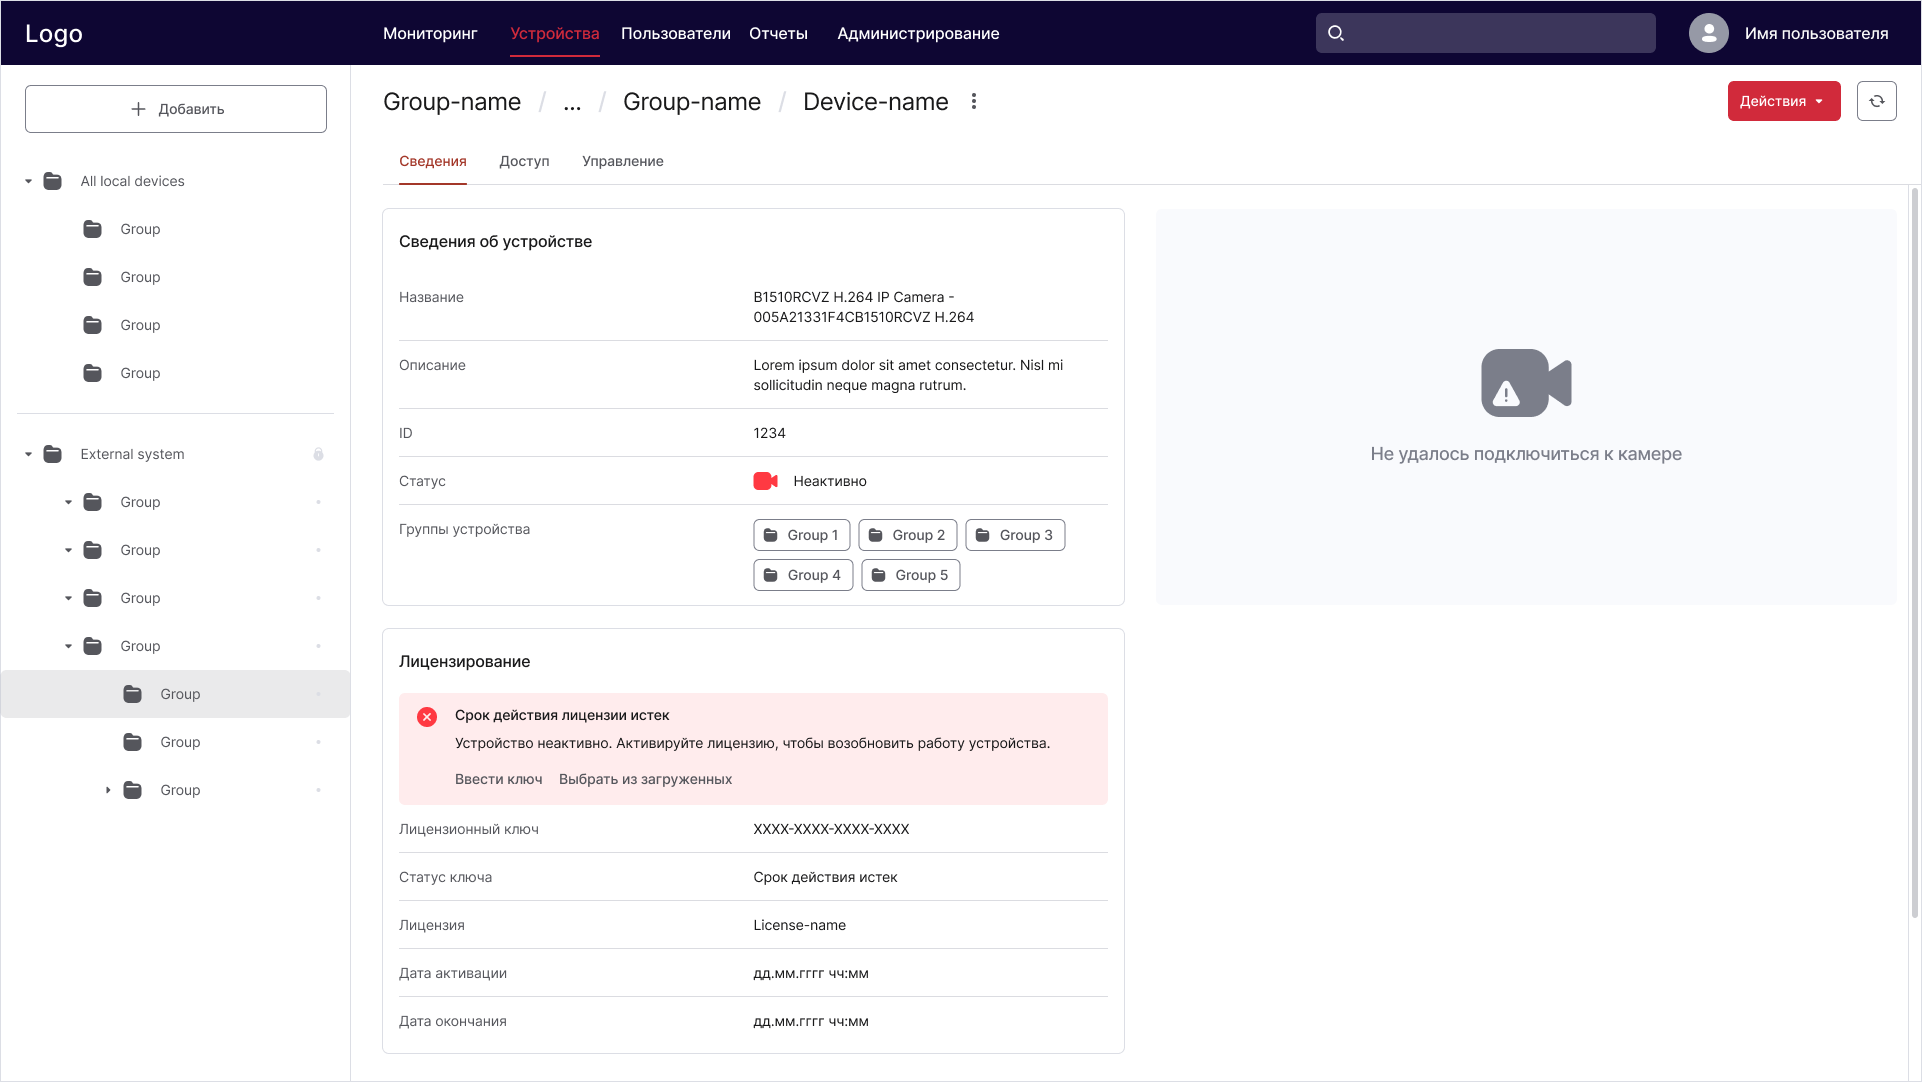 Logo
Мониторинг
Устройства
Пользователи
Отчеты
Администрирование
Имя пользователя
Добавить
All local devices
Group
Group
Group
Group
External system
Group
Group
Group
Group
Group
Group
Group
Group-name / ... / Group-name / Device-name
Действия
Сведения
Доступ
Управление
Сведения об устройстве
Название
B1510RCVZ H.264 IP Camera -
005A21331F4CB1510RCVZ H.264
Описание
Lorem ipsum dolor sit amet consectetur. Nisl mi
sollicitudin neque magna rutrum.
ID
1234
Статус
Неактивно
Группы устройства
Group 1
Group 2
Group 3
Group 4
Group 5
Не удалось подключиться к камере
Лицензирование
Срок действия лицензии истек
Устройство неактивно. Активируйте лицензию, чтобы возобновить работу устройства.
Ввести ключ
Выбрать из загруженных
Лицензионный ключ
XXXX-XXXX-XXXX-XXXX
Статус ключа
Срок действия истек
Лицензия
License-name
Дата активации
дд.мм.гггг чч:мм
Дата окончания
дд.мм.гггг чч:мм